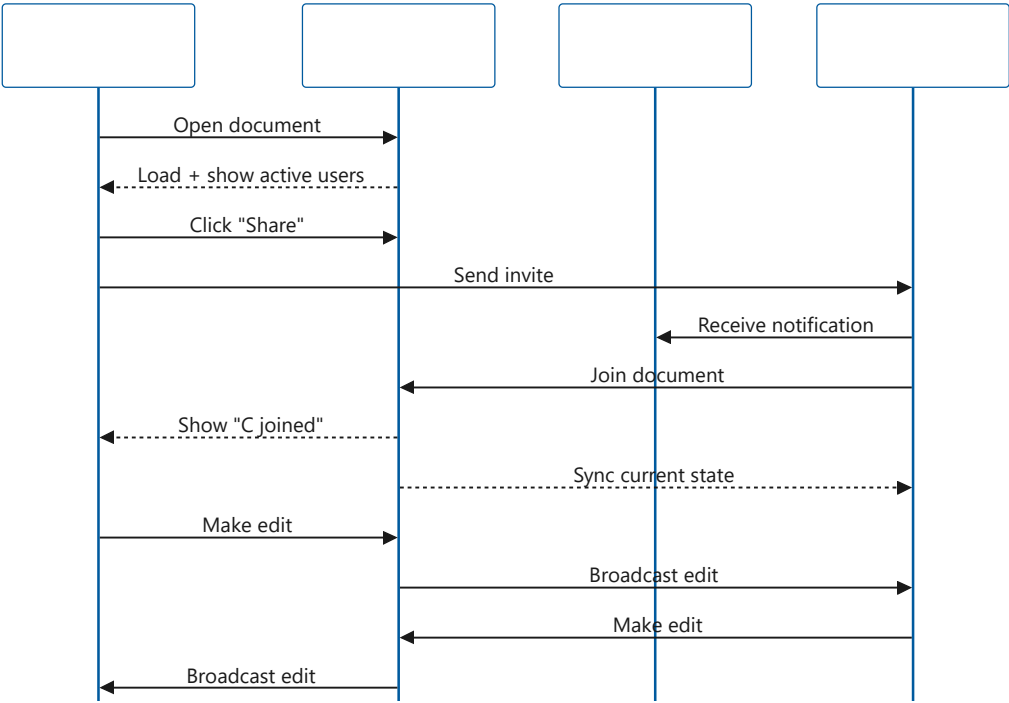 Open document
Load + show active users
Click "Share"
Send invite
Receive notification
Join document
Show "C joined"
Sync current state
Make edit
Broadcast edit
Make edit
Broadcast edit